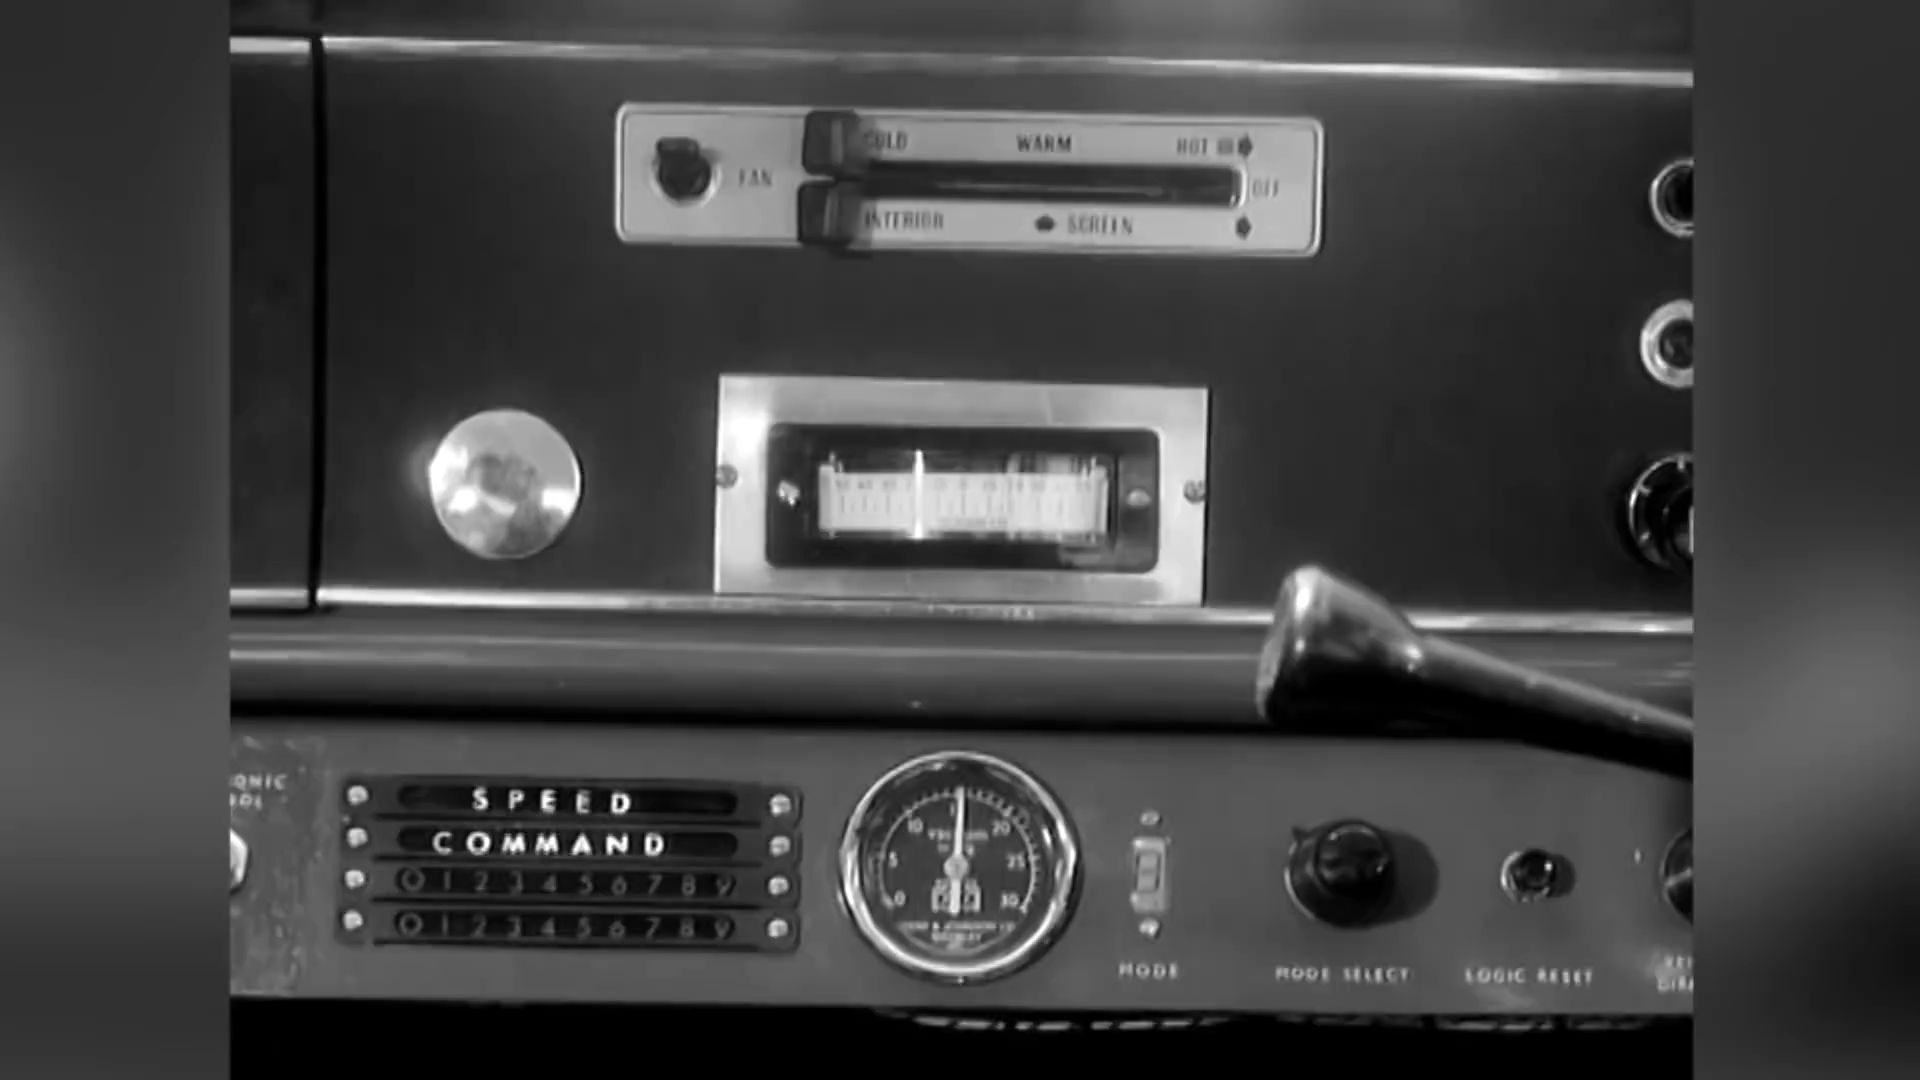 COLD WARM HOT
FAN
OFF
INTERIOR SCREEN
SPEED
COMMAND
0 1 2 3 4 5 6 7 8 9
0 1 2 3 4 5 6 7 8 9
0 5 10 20 25 30
MODE
MODE SELECT
LOGIC RESET